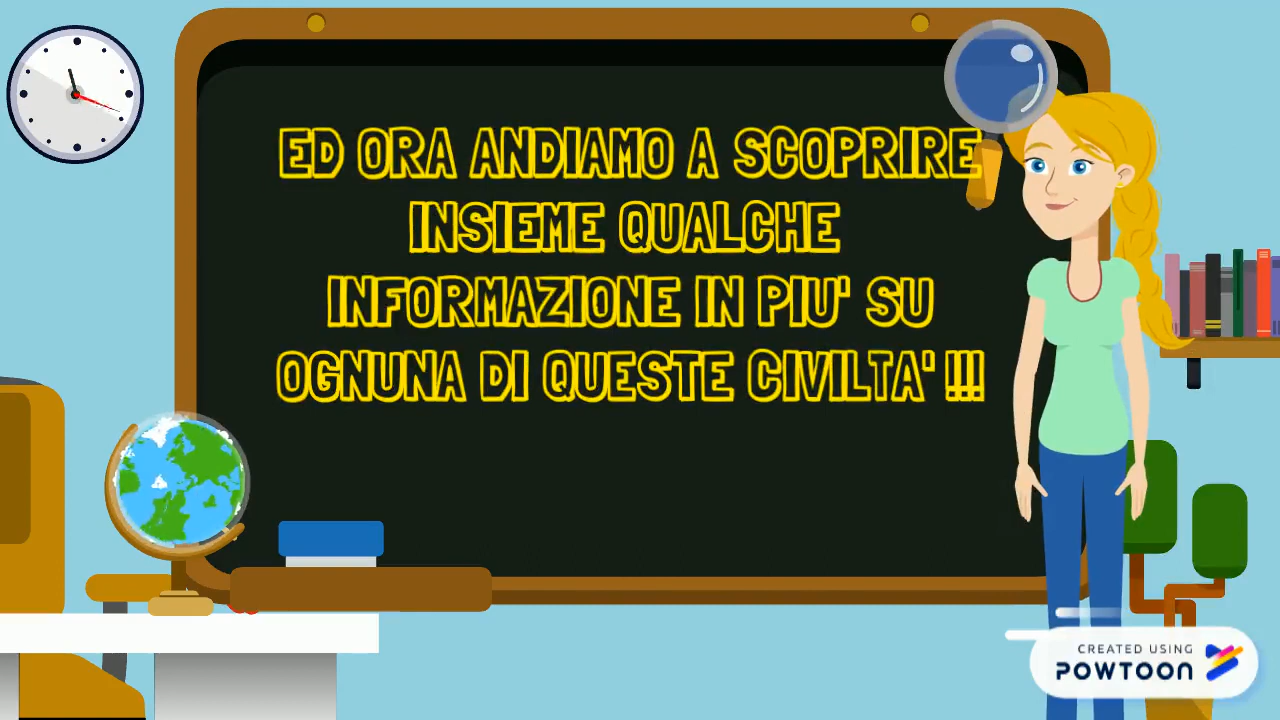 ED ORA ANDIAMO A SCOPRIRE
INSIEME QUALCHE
INFORMAZIONE IN PIU' SU
OGNUNA DI QUESTE CIVILTA' !!!
CREATED USING
POWTOON